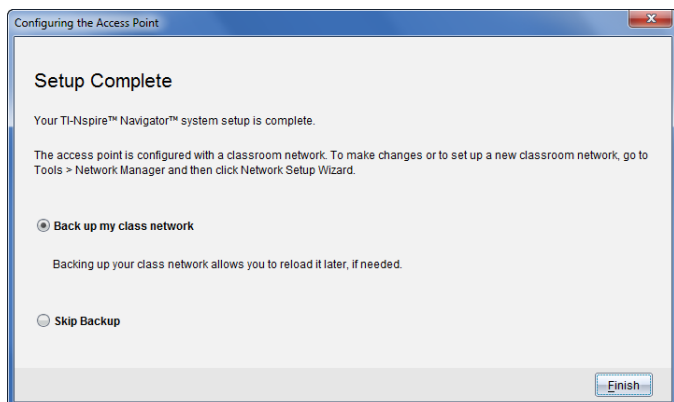 Configuring the Access Point
Setup Complete
Your TI-Nspire™ Navigator™ system setup is complete.
The access point is configured with a classroom network. To make changes or to set up a new classroom network, go to
Tools > Network Manager and then click Network Setup Wizard.
Back up my class network
Backing up your class network allows you to reload it later, if needed.
Skip Backup
Finish